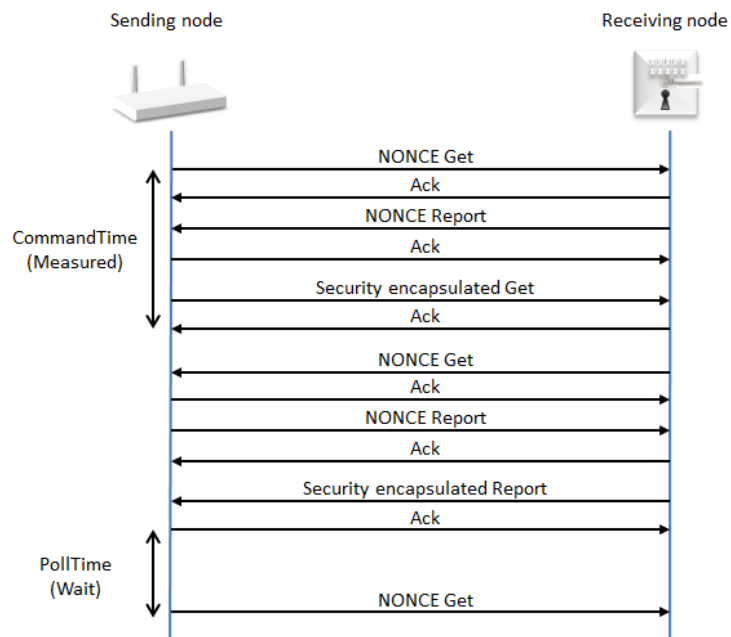 Sending node
Receiving node
NONCE Get
Ack
NONCE Report
CommandTime
(Measured)
Ack
Security encapsulated Get
Ack
NONCE Get
Ack
NONCE Report
Ack
Security encapsulated Report
Ack
PollTime
(Wait)
NONCE Get